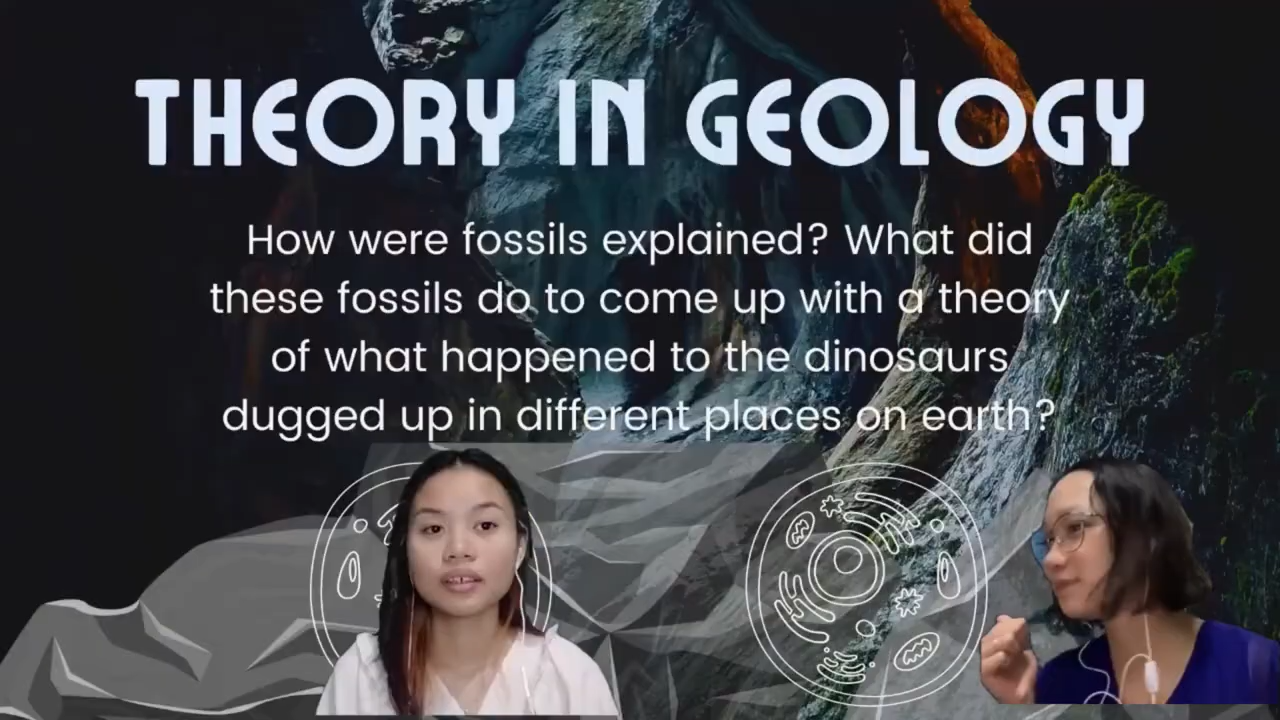 THEORY IN GEOLOGY
How were fossils explained? What did
these fossils do to come up with a theory
of what happened to the dinosaurs
dugged up in different places on earth?